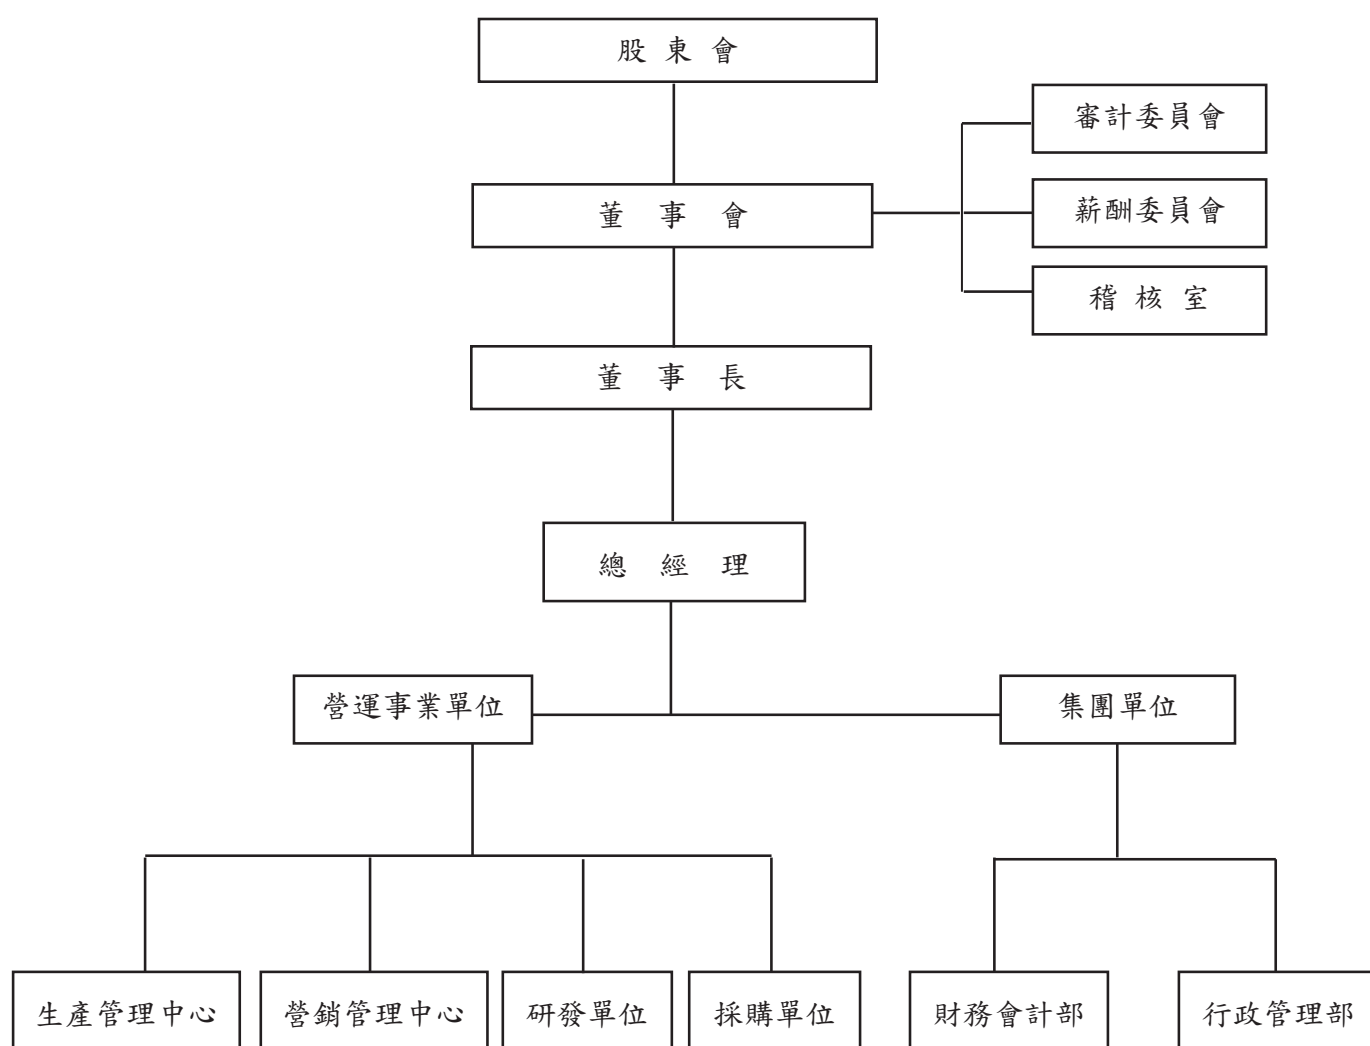 股東會
審計委員會
董事會
薪酬委員會
稽核室
董事長
總經理
營運事業單位
集團單位
生產管理中心
營銷管理中心
研發單位
採購單位
財務會計部
行政管理部